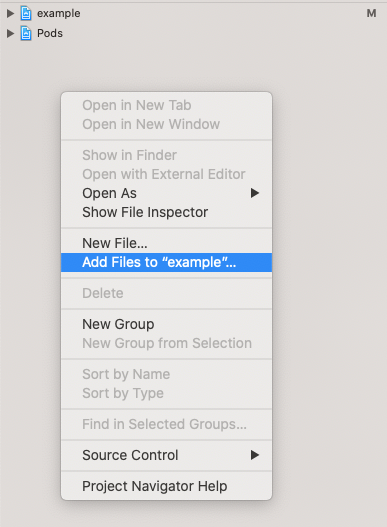 example M
Pods
Open in New Tab
Open in New Window
Show in Finder
Open with External Editor
Open As
Show File Inspector
New File...
Add Files to “example”...
Delete
New Group
New Group from Selection
Sort by Name
Sort by Type
Find in Selected Groups...
Source Control
Project Navigator Help